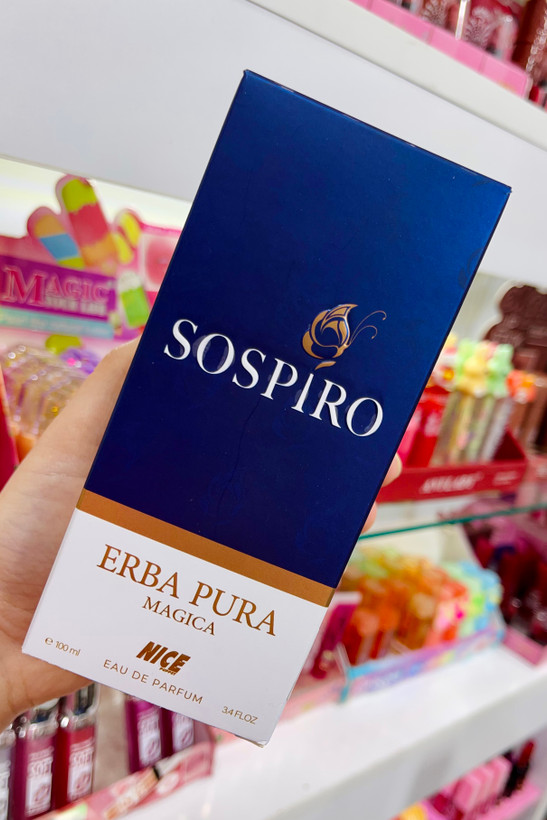 MAGIC
SOSPIRO
ERBA PURA
MAGICA
e 100 ml
NICE
EAU DE PARFUM
3.4 FL.OZ